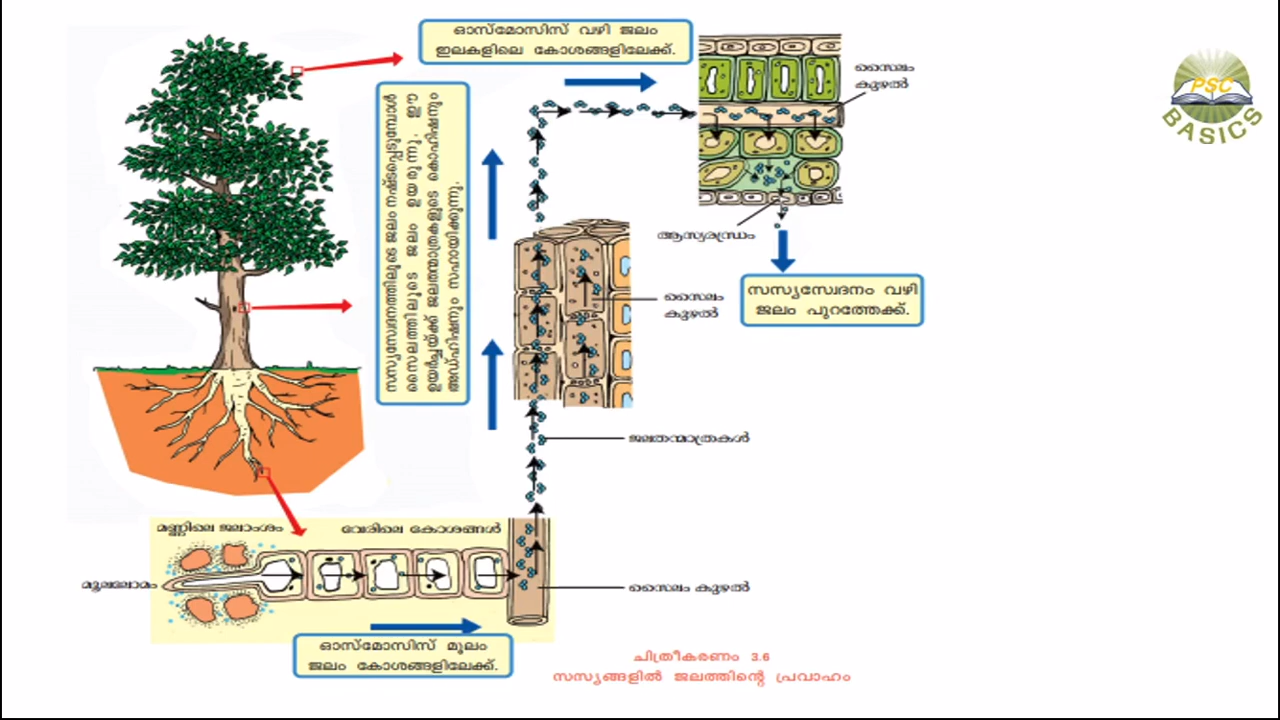 ഓസ്മോസിസ് വഴി ജലം
ഇലകളിലെ കോശങ്ങളിലേക്ക്.
സൈലം
കുഴൽ
PSC
BASICS
സസ്യസ്വേദനത്തിലൂടെ ജലം നഷ്ടപ്പെടുമ്പോൾ
സൈലത്തിലൂടെ ജലം ഉയരുന്നു. ഈ
ഉയർച്ചയ്ക്ക് ജലതന്മാത്രകളുടെ കൊഹിഷനും
അഡ്ഹിഷനും സഹായിക്കുന്നു.
ആസ്യരന്ധ്രം
സസ്യസ്വേദനം വഴി
ജലം പുറത്തേക്ക്.
സൈലം
കുഴൽ
ജലതന്മാത്രകൾ
മണ്ണിലെ ജലാംശം
വേരിലെ കോശങ്ങൾ
മൂലലോമം
സൈലം കുഴൽ
ഓസ്മോസിസ് മൂലം
ജലം കോശങ്ങളിലേക്ക്.
ചിത്രീകരണം 3.6
സസ്യങ്ങളിൽ ജലത്തിന്റെ പ്രവാഹം